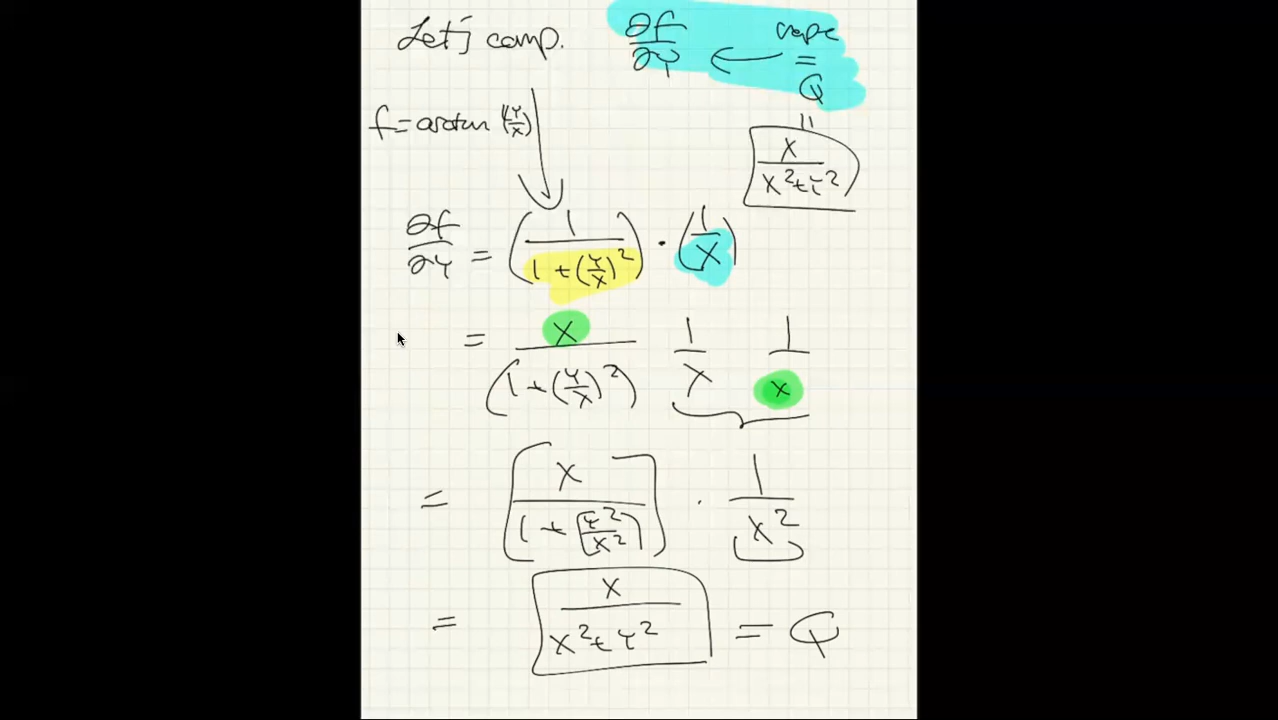 Let's comp. ∂f/∂y ← hope = Q
f = arctan (y/x)
= x/(x²+y²)
∂f/∂y = (1/(1+(y/x)²)) · (1/x)
= x/(1+(y/x)²) 1/x 1/x
= [x/(1+(y²/x²))] · 1/x²
= x/(x²+y²) = Q